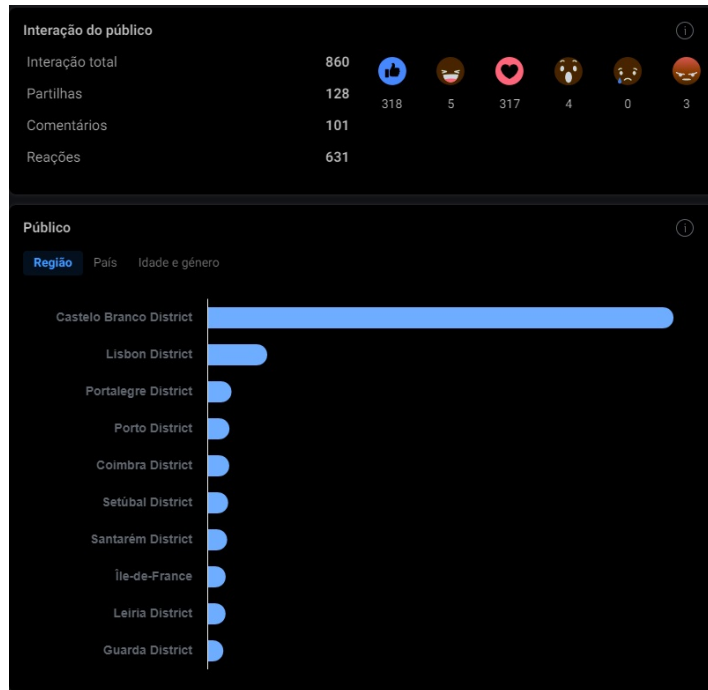 Interação do público
Interação total 860
Partilhas 128
Comentários 101
Reações 631
318 5 317 4 0 3
Público
Região País Idade e género
Castelo Branco District
Lisbon District
Portalegre District
Porto District
Coimbra District
Setúbal District
Santarém District
Île-de-France
Leiria District
Guarda District